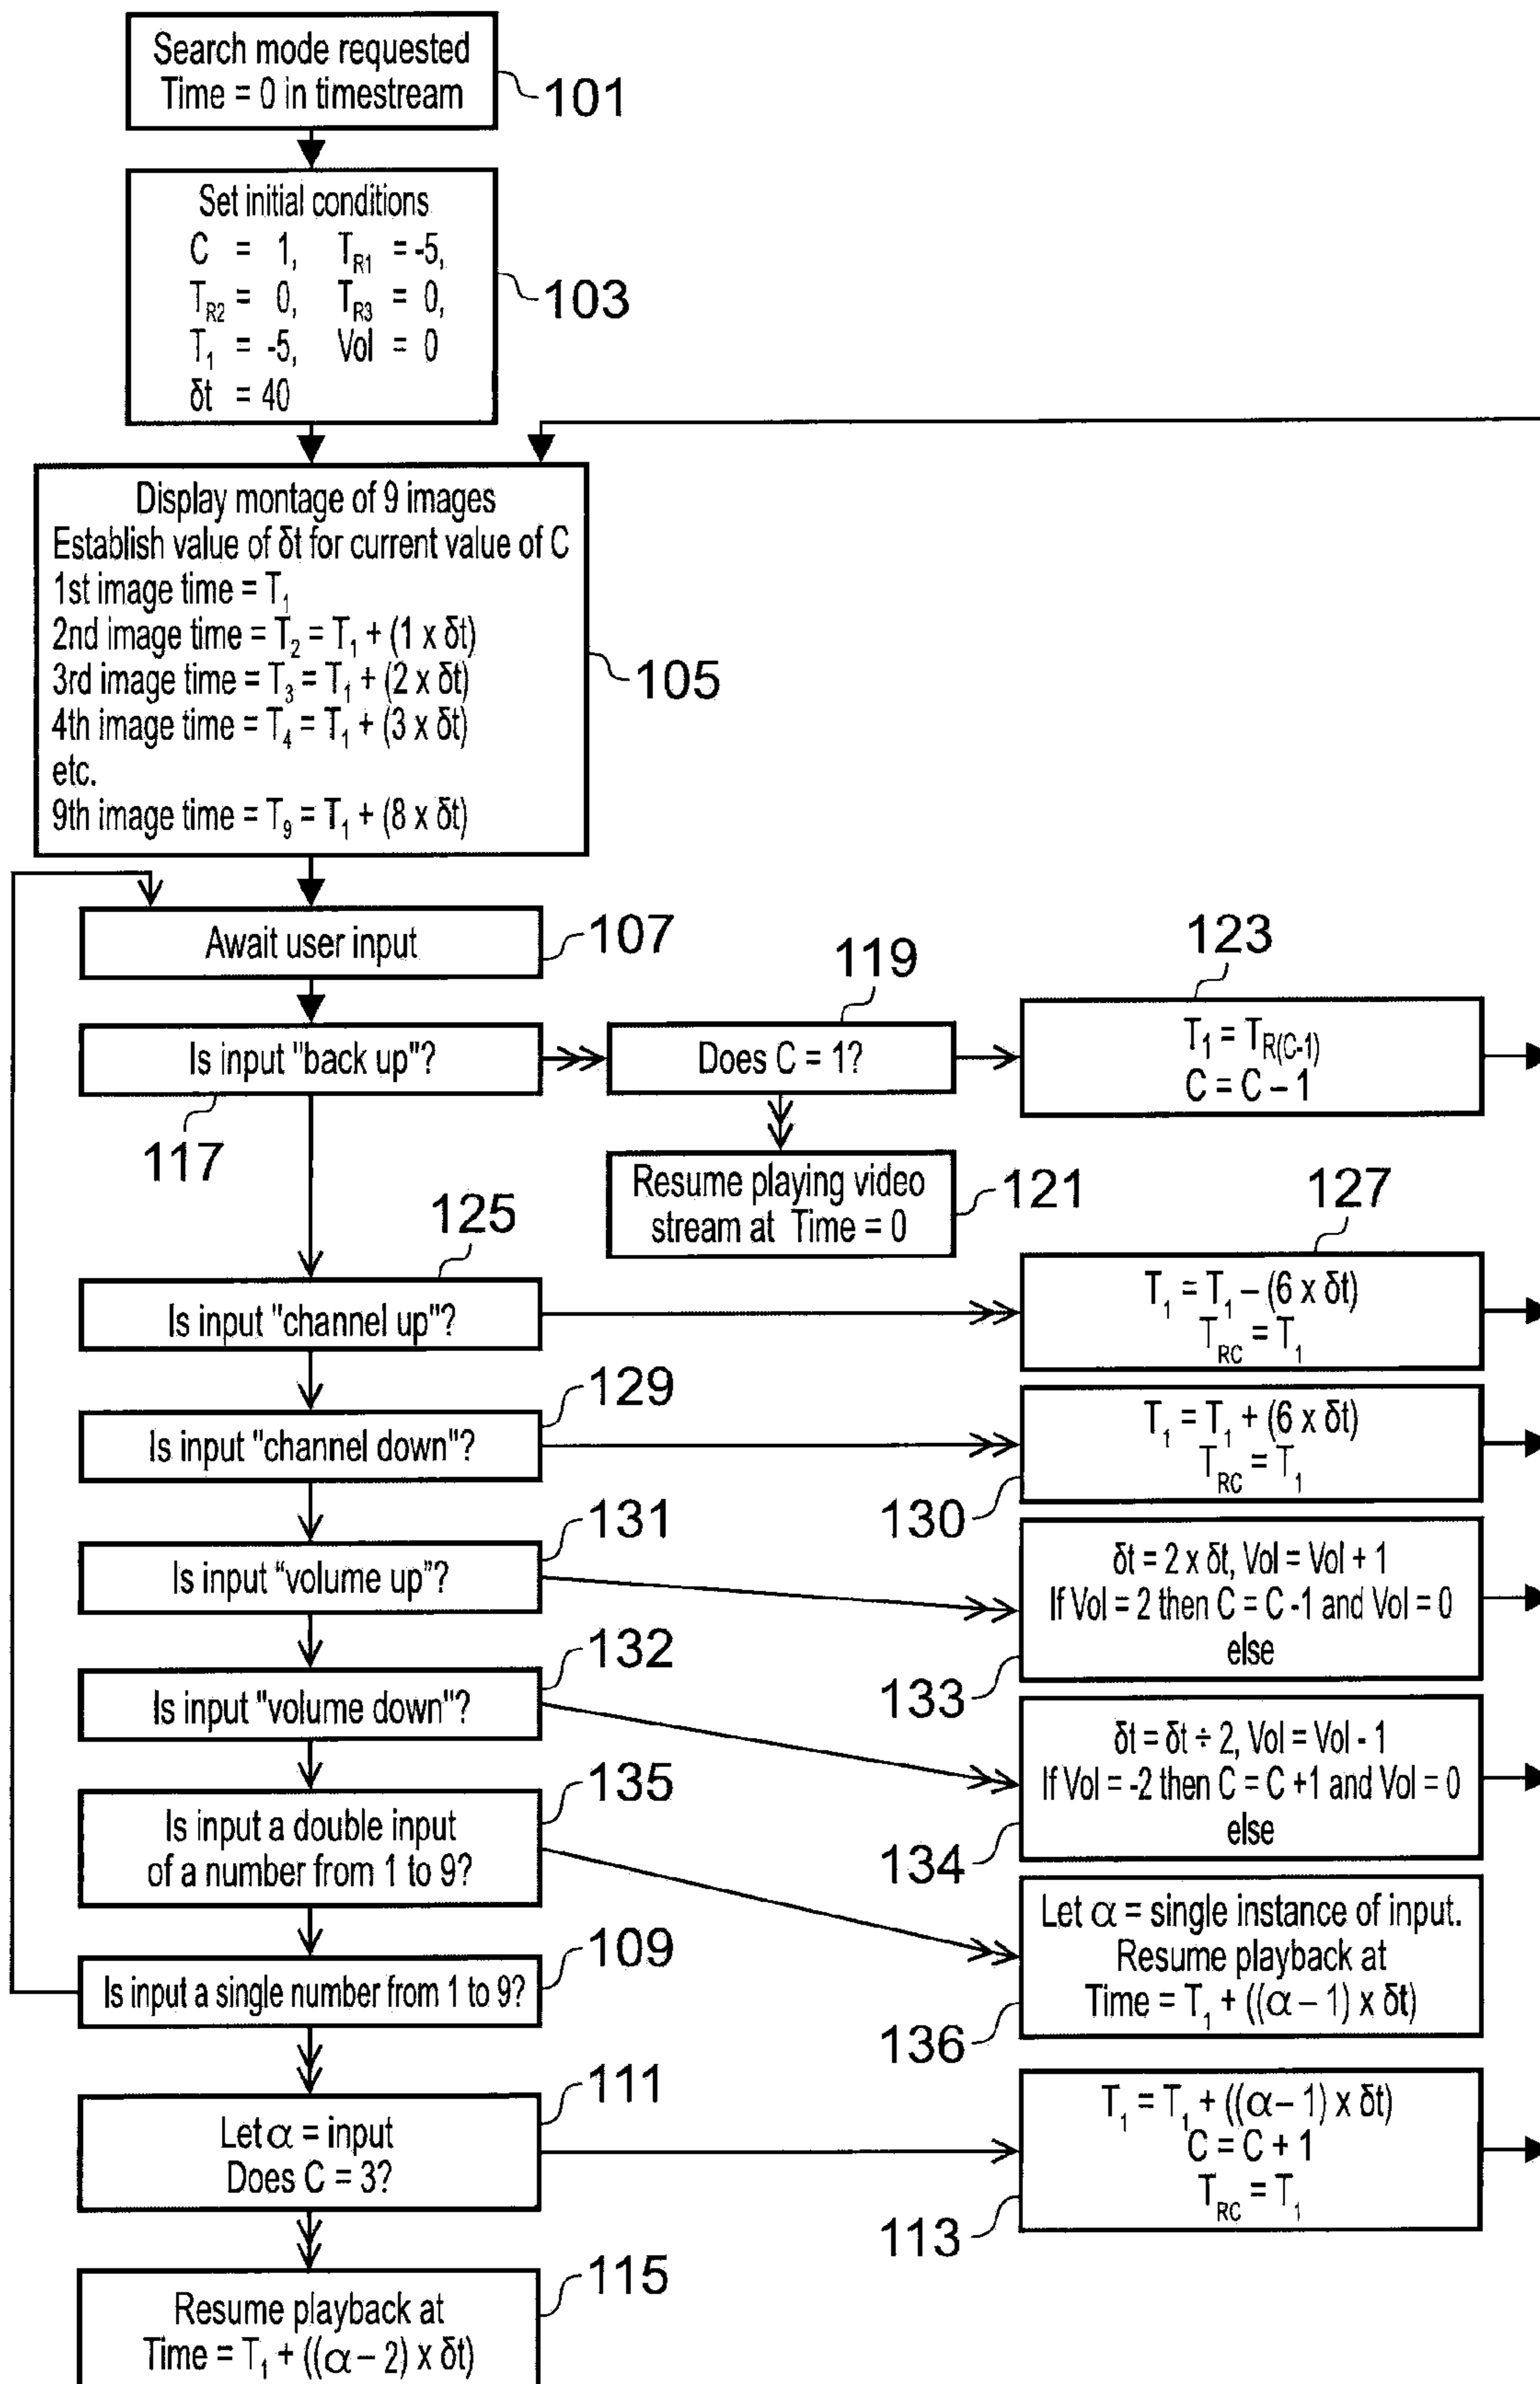 Search mode requested
Time = 0 in timestream
101
Set initial conditions
C = 1, T_R1 = -5,
T_R2 = 0, T_R3 = 0,
T_1 = -5, Vol = 0
δt = 40
103
Display montage of 9 images
Establish value of δt for current value of C
1st image time = T_1
2nd image time = T_2 = T_1 + (1 x δt)
3rd image time = T_3 = T_1 + (2 x δt)
4th image time = T_4 = T_1 + (3 x δt)
etc.
9th image time = T_9 = T_1 + (8 x δt)
105
Await user input
107
Is input "back up"?
117
Does C = 1?
119
T_1 = T_R(C-1)
C = C – 1
123
Resume playing video
stream at Time = 0
121
Is input "channel up"?
125
T_1 = T_1 – (6 x δt)
T_RC = T_1
127
Is input "channel down"?
129
T_1 = T_1 + (6 x δt)
T_RC = T_1
130
Is input “volume up”?
131
δt = 2 x δt, Vol = Vol + 1
If Vol = 2 then C = C -1 and Vol = 0
else
133
Is input "volume down"?
132
δt = δt ÷ 2, Vol = Vol - 1
If Vol = -2 then C = C +1 and Vol = 0
else
134
Is input a double input
of a number from 1 to 9?
135
Let α = single instance of input.
Resume playback at
Time = T_1 + ((α – 1) x δt)
136
Is input a single number from 1 to 9?
109
Let α = input
Does C = 3?
111
T_1 = T_1 + ((α – 1) x δt)
C = C + 1
T_RC = T_1
113
Resume playback at
Time = T_1 + ((α – 2) x δt)
115